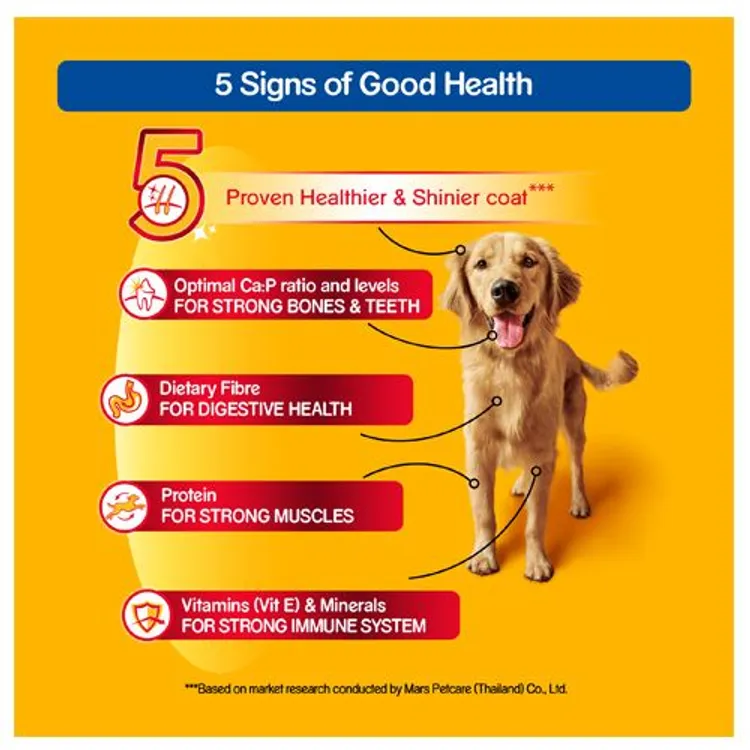 5 Signs of Good Health
5
Proven Healthier & Shinier coat***
Optimal Ca:P ratio and levels
FOR STRONG BONES & TEETH
Dietary Fibre
FOR DIGESTIVE HEALTH
Protein
FOR STRONG MUSCLES
Vitamins (Vit E) & Minerals
FOR STRONG IMMUNE SYSTEM
***Based on market research conducted by Mars Petcare (Thailand) Co., Ltd.